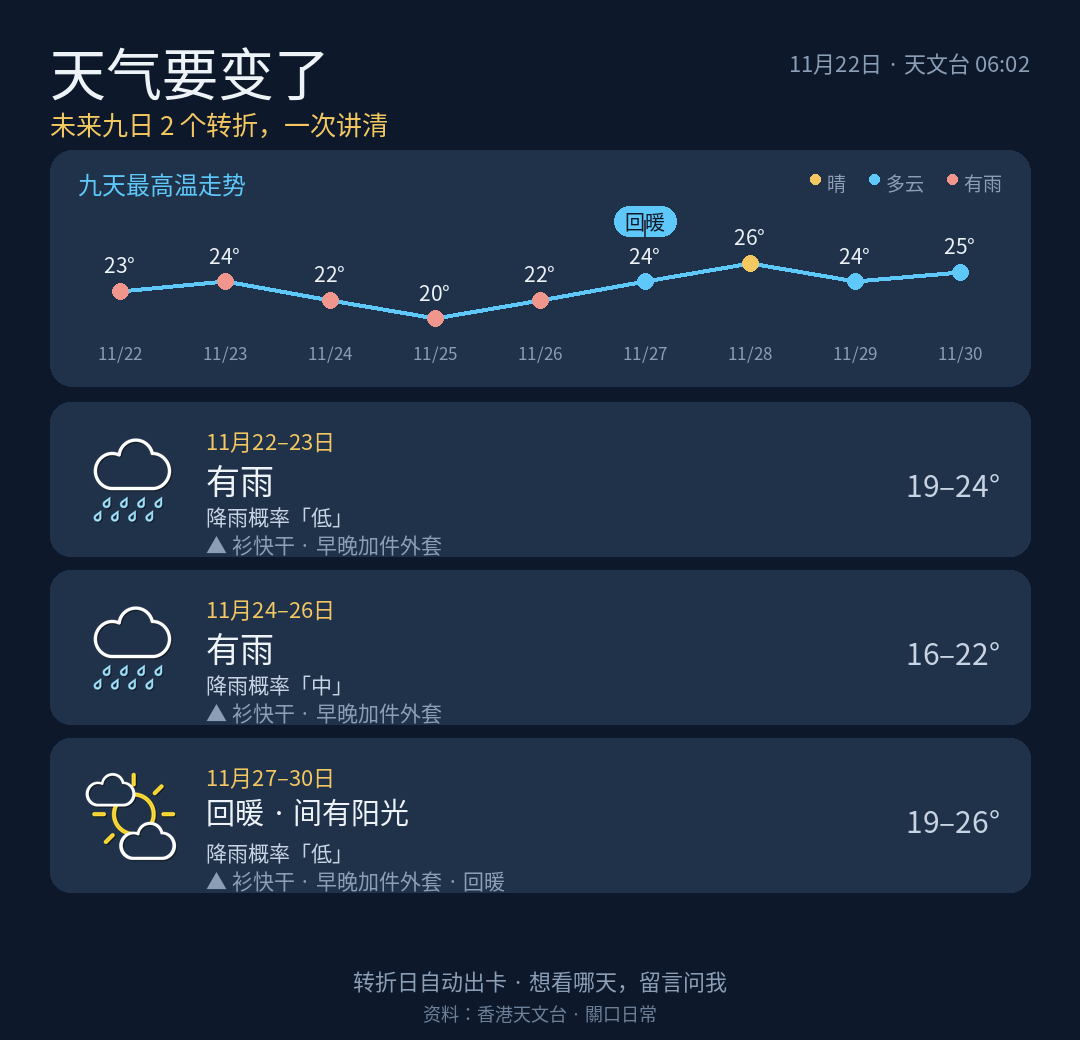 天气要变了
11月22日 · 天文台 06:02
未来九日 2 个转折，一次讲清
九天最高温走势
晴 多云 有雨
回暖
23° 24° 22° 20° 22° 24° 26° 24° 25°
11/22 11/23 11/24 11/25 11/26 11/27 11/28 11/29 11/30
11月22–23日
有雨
19–24°
降雨概率「低」
▲ 衫快干 · 早晚加件外套
11月24–26日
有雨
16–22°
降雨概率「中」
▲ 衫快干 · 早晚加件外套
11月27–30日
回暖 · 间有阳光
19–26°
降雨概率「低」
▲ 衫快干 · 早晚加件外套 · 回暖
转折日自动出卡 · 想看哪天，留言问我
资料：香港天文台 · 關口日常